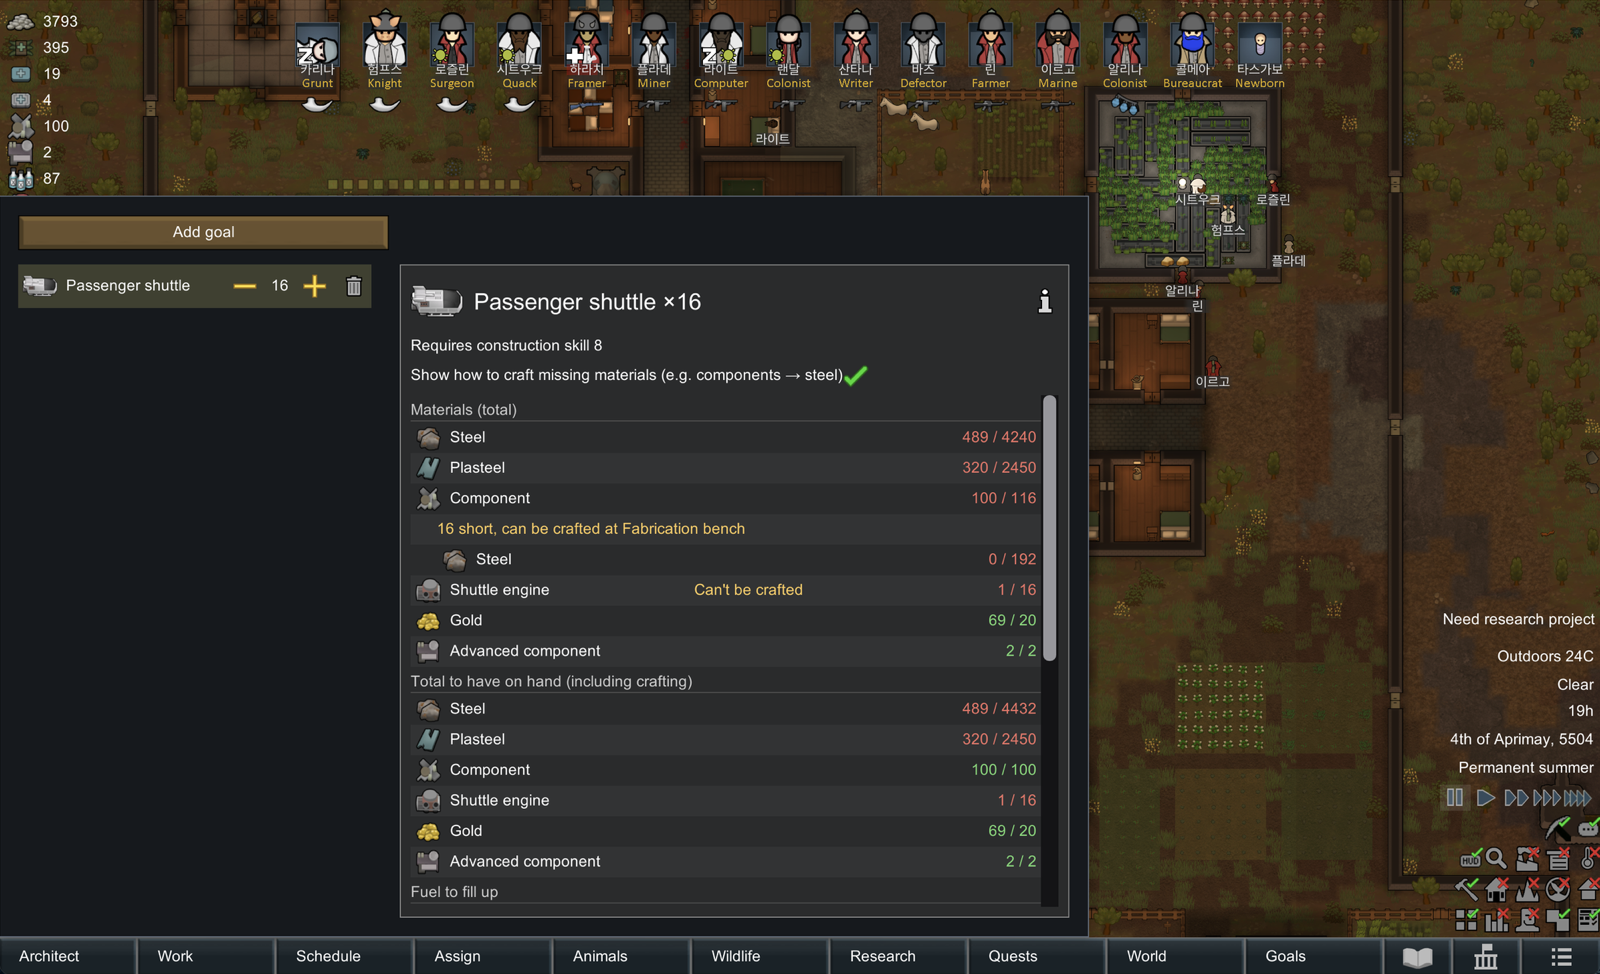 3793
395
19
4
100
2
87
카리나
Grunt
험프스
Knight
로즐린
Surgeon
시트우크
Quack
하라치
Framer
플라데
Miner
라이트
Computer
랜달
Colonist
산타나
Writer
바즈
Defector
린
Farmer
이르고
Marine
알리나
Colonist
콜메아
Bureaucrat
타스가보
Newborn
라이트
시트우크
로즐린
험프스
플라데
알리나
린
이르고
Add goal
Passenger shuttle 16
Passenger shuttle ×16
Requires construction skill 8
Show how to craft missing materials (e.g. components → steel)
Materials (total)
Steel 489 / 4240
Plasteel 320 / 2450
Component 100 / 116
16 short, can be crafted at Fabrication bench
Steel 0 / 192
Shuttle engine Can't be crafted 1 / 16
Gold 69 / 20
Advanced component 2 / 2
Total to have on hand (including crafting)
Steel 489 / 4432
Plasteel 320 / 2450
Component 100 / 100
Shuttle engine 1 / 16
Gold 69 / 20
Advanced component 2 / 2
Fuel to fill up
Need research project
Outdoors 24C
Clear
19h
4th of Aprimay, 5504
Permanent summer
HUD
Architect Work Schedule Assign Animals Wildlife Research Quests World Goals